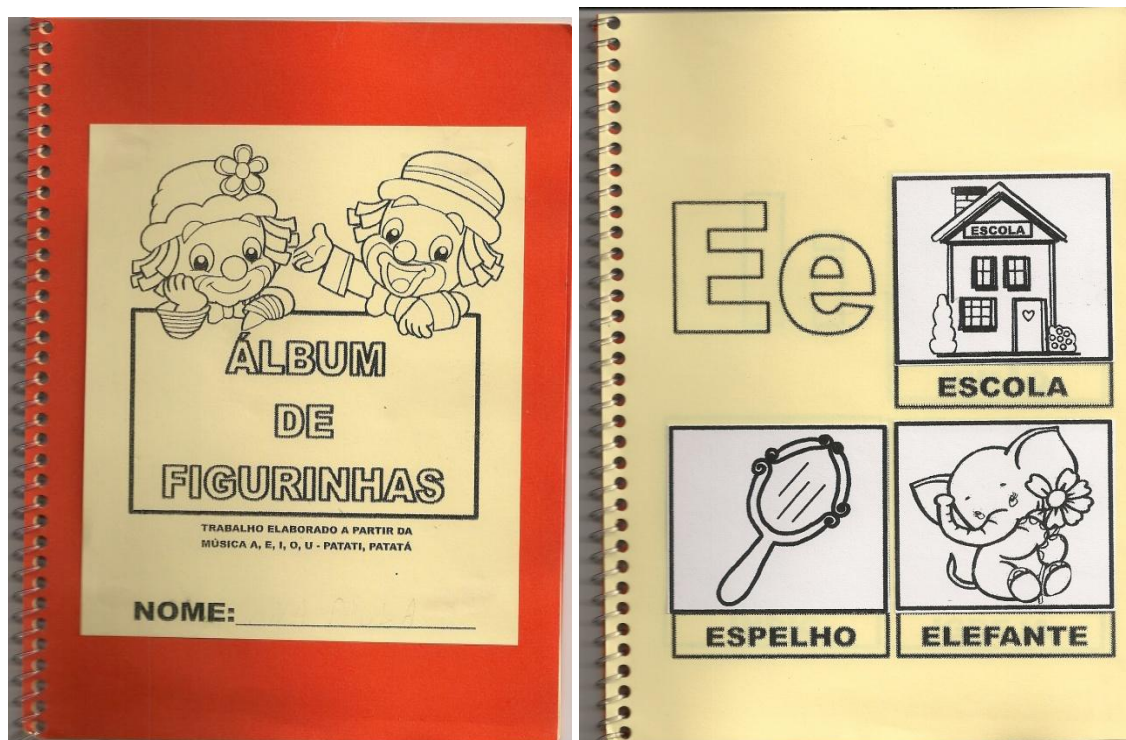 ÁLBUM
DE
FIGURINHAS
TRABALHO ELABORADO A PARTIR DA
MÚSICA A, E, I, O, U - PATATI, PATATÁ
NOME:
Ee
ESCOLA
ESCOLA
ESPELHO
ELEFANTE